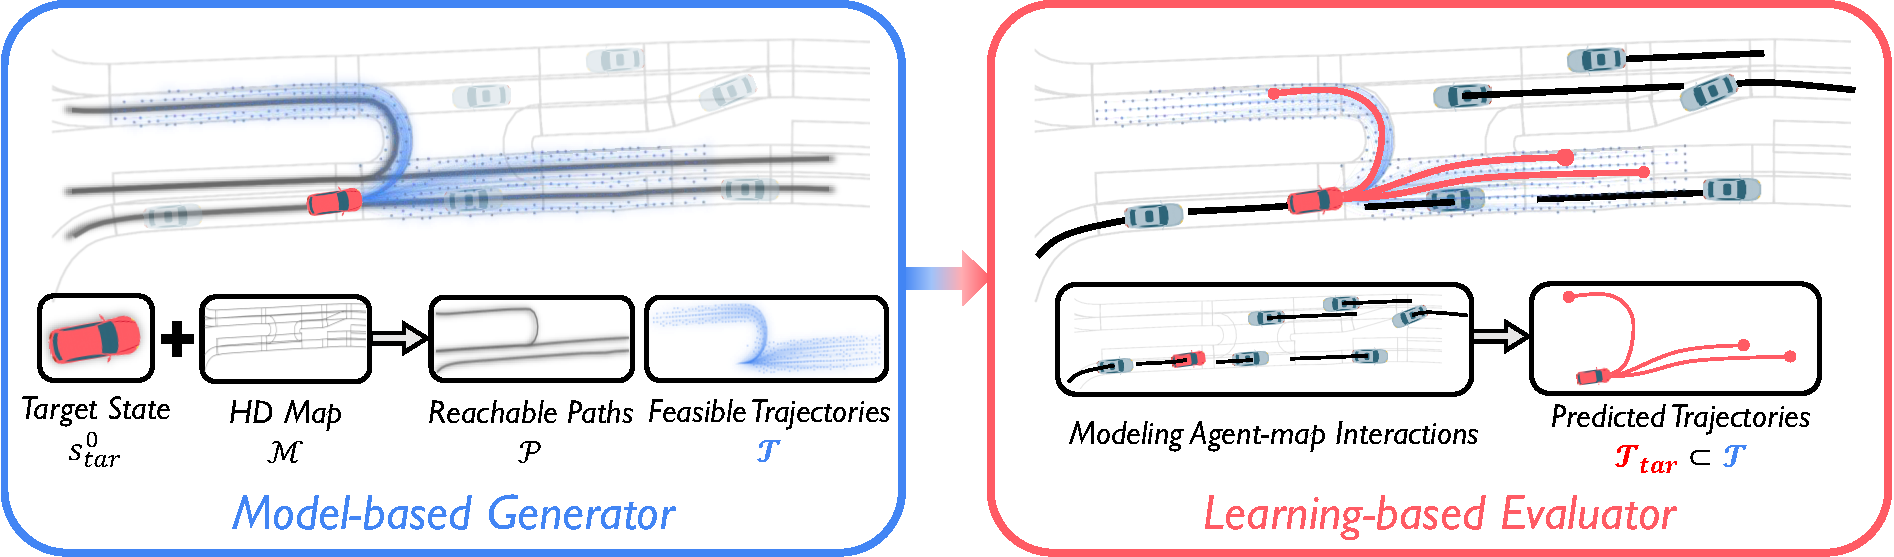 Target State
$s^{0}_{tar}$
HD Map
$\mathcal{M}$
Reachable Paths
$\mathcal{P}$
Feasible Trajectories
$\mathcal{T}$
Model-based Generator
Modeling Agent-map Interactions
Predicted Trajectories
$\mathcal{T}_{tar} \subset \mathcal{T}$
Learning-based Evaluator